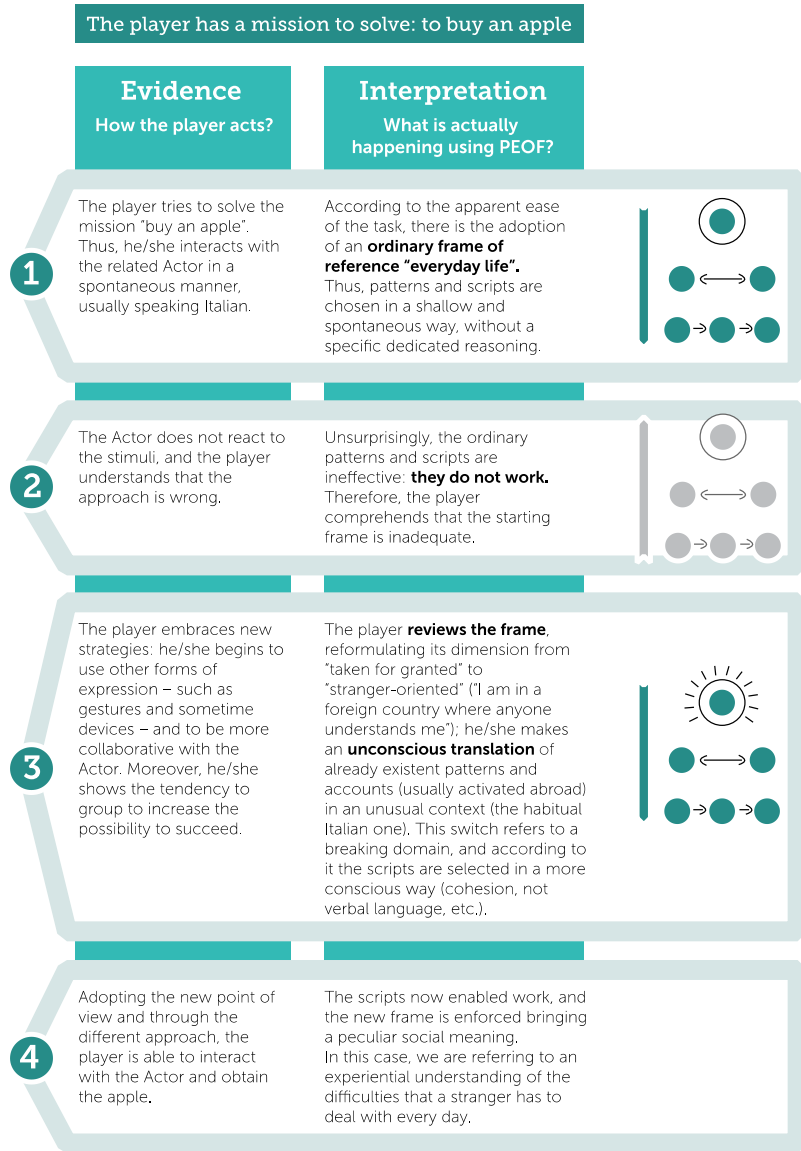 The player has a mission to solve: to buy an apple
Evidence
How the player acts?
Interpretation
What is actually
happening using PEOF?
1
The player tries to solve the
mission “buy an apple”.
Thus, he/she interacts with
the related Actor in a
spontaneous manner,
usually speaking Italian.
According to the apparent ease
of the task, there is the adoption
of an ordinary frame of
reference “everyday life”.
Thus, patterns and scripts are
chosen in a shallow and
spontaneous way, without a
specific dedicated reasoning.
2
The Actor does not react to
the stimuli, and the player
understands that the
approach is wrong.
Unsurprisingly, the ordinary
patterns and scripts are
ineffective: they do not work.
Therefore, the player
comprehends that the starting
frame is inadequate.
3
The player embraces new
strategies: he/she begins to
use other forms of
expression – such as
gestures and sometime
devices – and to be more
collaborative with the
Actor. Moreover, he/she
shows the tendency to
group to increase the
possibility to succeed.
The player reviews the frame,
reformulating its dimension from
“taken for granted” to
“stranger-oriented” (“I am in a
foreign country where anyone
understands me”); he/she makes
an unconscious translation of
already existent patterns and
accounts (usually activated abroad)
in an unusual context (the habitual
Italian one). This switch refers to a
breaking domain, and according to
it the scripts are selected in a more
conscious way (cohesion, not
verbal language, etc.).
4
Adopting the new point of
view and through the
different approach, the
player is able to interact
with the Actor and obtain
the apple.
The scripts now enabled work, and
the new frame is enforced bringing
a peculiar social meaning.
In this case, we are referring to an
experiential understanding of the
difficulties that a stranger has to
deal with every day.